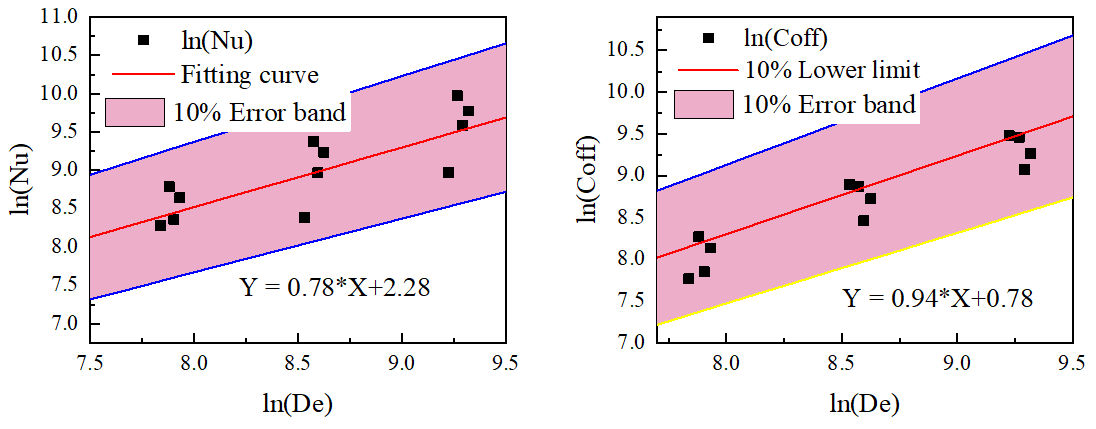 11.0
10.5
10.0
9.5
9.0
8.5
8.0
7.5
7.0
ln(Nu)
ln(Nu)
Fitting curve
10% Error band
Y = 0.78*X+2.28
7.5 8.0 8.5 9.0 9.5
ln(De)
10.5
10.0
9.5
9.0
8.5
8.0
7.5
7.0
ln(Coff)
ln(Coff)
10% Lower limit
10% Error band
Y = 0.94*X+0.78
8.0 8.5 9.0 9.5
ln(De)